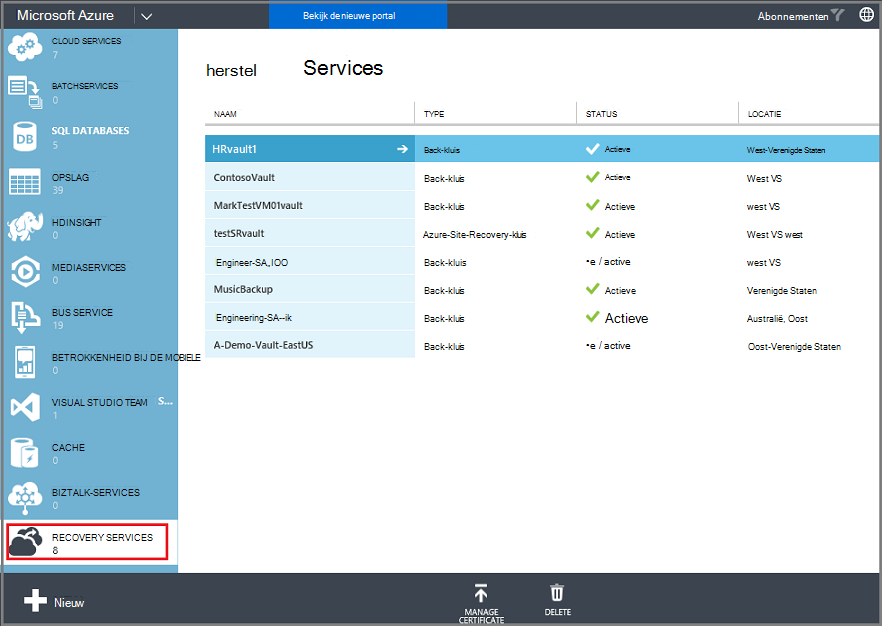 Microsoft Azure
Bekijk de nieuwe portal
Abonnementen
CLOUD SERVICES
7
BATCHSERVICES
0
SQL DATABASES
5
OPSLAG
39
HDINSIGHT
0
MEDIASERVICES
0
BUS SERVICE
19
BETROKKENHEID BIJ DE MOBIELE
0
VISUAL STUDIO TEAM S...
1
CACHE
0
BIZTALK-SERVICES
0
RECOVERY SERVICES
8
herstel Services
NAAM TYPE STATUS LOCATIE
HRvault1 Back-kluis Actieve West-Verenigde Staten
ContosoVault Back-kluis Actieve West VS
MarkTestVM01vault Back-kluis Actieve west VS
testSRvault Azure-Site-Recovery-kluis Actieve West VS west
Engineer-SA,,IOO Back-kluis •e / active west VS
MusicBackup Back-kluis Actieve Verenigde Staten
Engineering-SA--ik Back-kluis Actieve Australië, Oost
A-Demo-Vault-EastUS Back-kluis •e / active Oost-Verenigde Staten
Nieuw
MANAGE
CERTIFICATE
DELETE